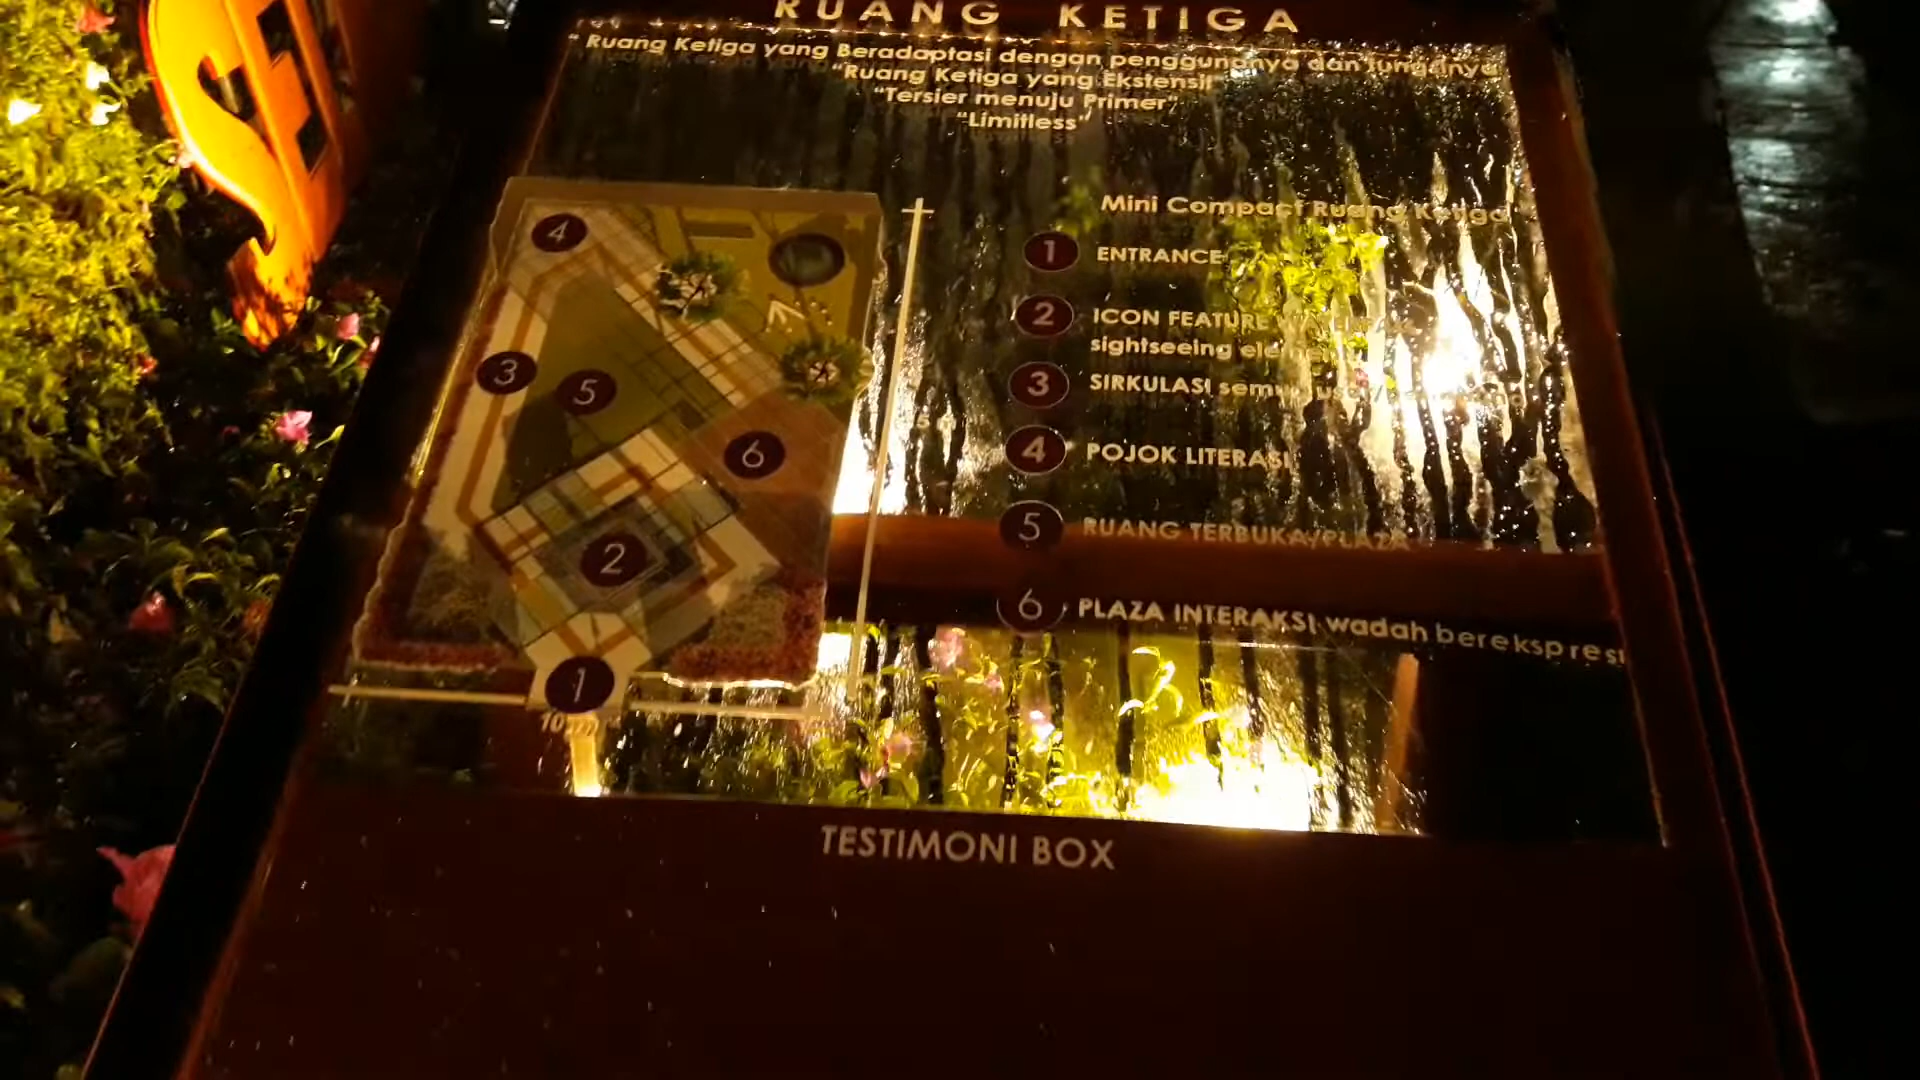 RUANG KETIGA
"Ruang Ketiga yang Beradaptasi dengan penggunanya dan fungsinya
"Ruang Ketiga yang Ekstensif"
"Tersier menuju Primer"
"Limitless"
Mini Compact Ruang Ketiga
1 ENTRANCE
2 ICON FEATURE
sightseeing
3 SIRKULASI
4 POJOK LITERASI
5 RUANG TERBUKA/PLAZA
6 PLAZA INTERAKSI wadah berekspresi
4
3
5
6
2
1
TESTIMONI BOX